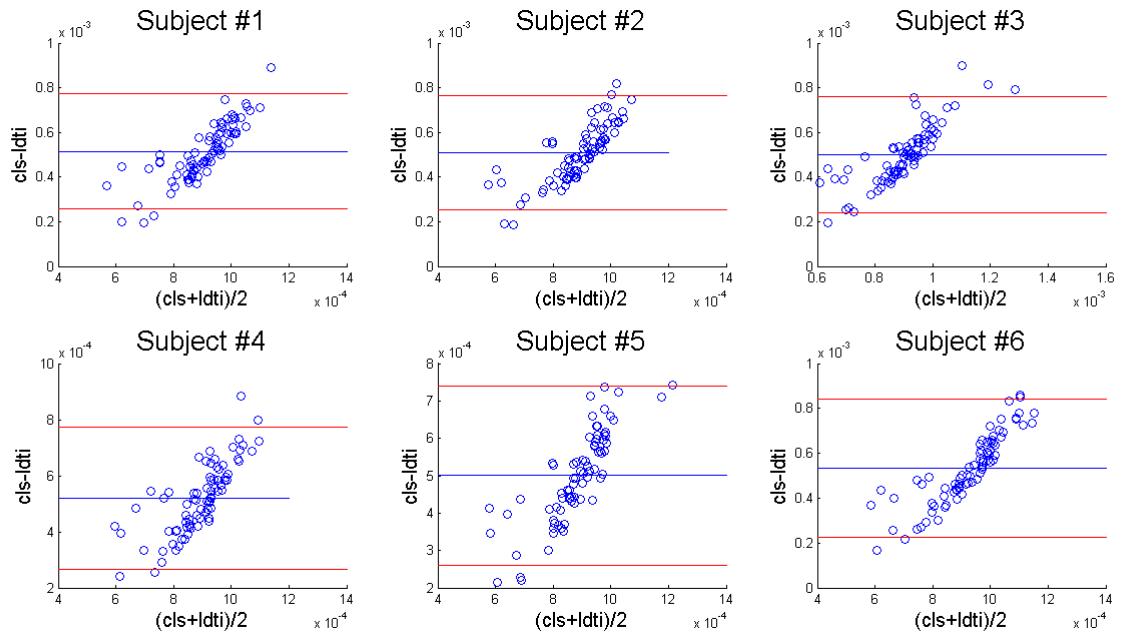 Subject #1
x 10^-3
1
0.8
0.6
0.4
0.2
0
cls-ldti
4 6 8 10 12 14
(cls+ldti)/2
x 10^-4
Subject #2
x 10^-3
1
0.8
0.6
0.4
0.2
0
cls-ldti
4 6 8 10 12 14
(cls+ldti)/2
x 10^-4
Subject #3
x 10^-3
1
0.8
0.6
0.4
0.2
0
cls-ldti
0.6 0.8 1 1.2 1.4 1.6
(cls+ldti)/2
x 10^-3
Subject #4
x 10^-4
10
8
6
4
2
cls-ldti
4 6 8 10 12 14
(cls+ldti)/2
x 10^-4
Subject #5
x 10^-4
8
7
6
5
4
3
2
cls-ldti
4 6 8 10 12 14
(cls+ldti)/2
x 10^-4
Subject #6
x 10^-3
1
0.8
0.6
0.4
0.2
0
cls-ldti
4 6 8 10 12 14
(cls+ldti)/2
x 10^-4